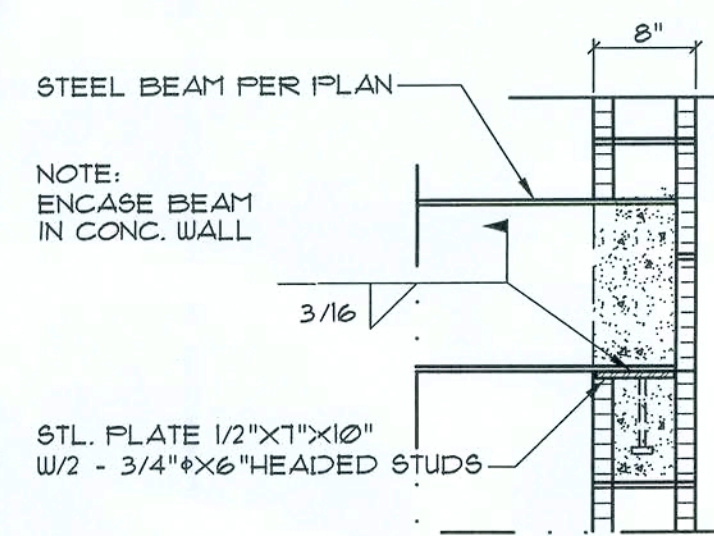 8"
STEEL BEAM PER PLAN
NOTE:
ENCASE BEAM
IN CONC. WALL
3/16
STL. PLATE 1/2"X7"X10"
W/2 - 3/4"ΦX6"HEADED STUDS